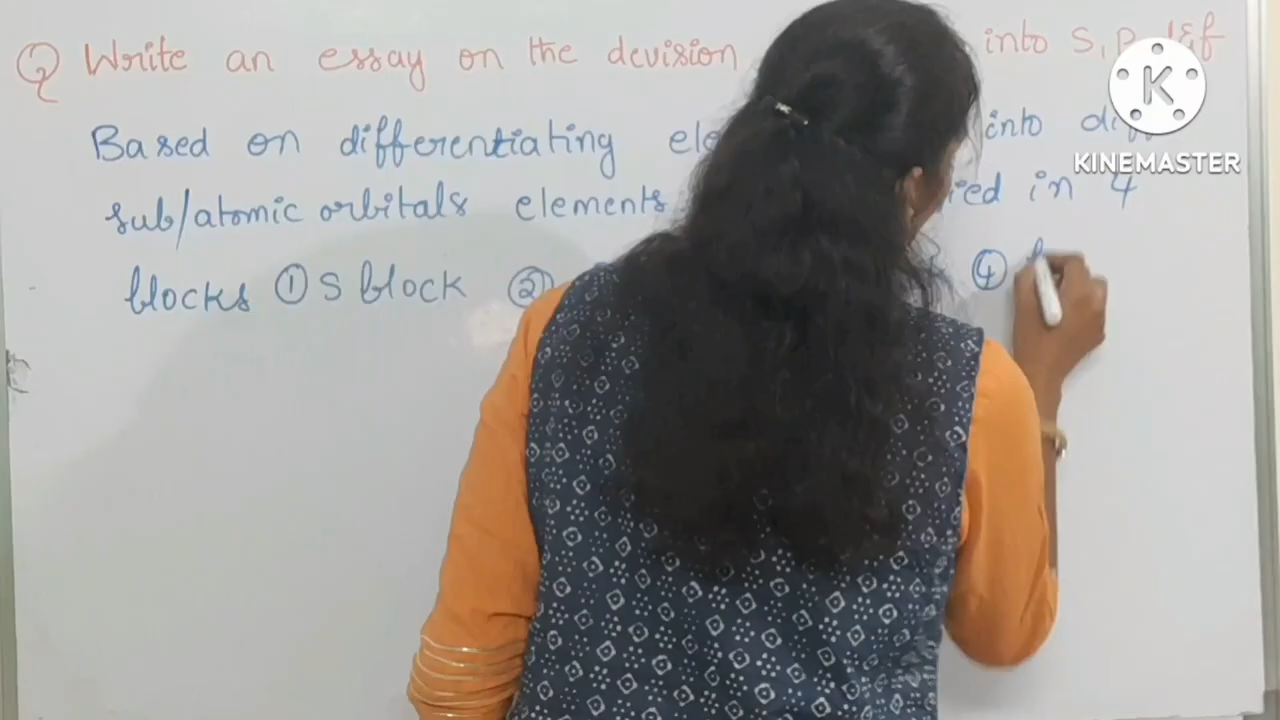 Q Write an essay on the devision into S, P, d & f
Based on differentiating into
sub/atomic orbitals elements in 4
blocks ① S block ② ④
K
KINEMASTER